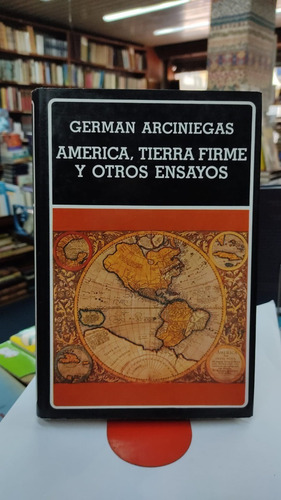 GERMAN ARCINIEGAS
AMERICA, TIERRA FIRME
Y OTROS ENSAYOS